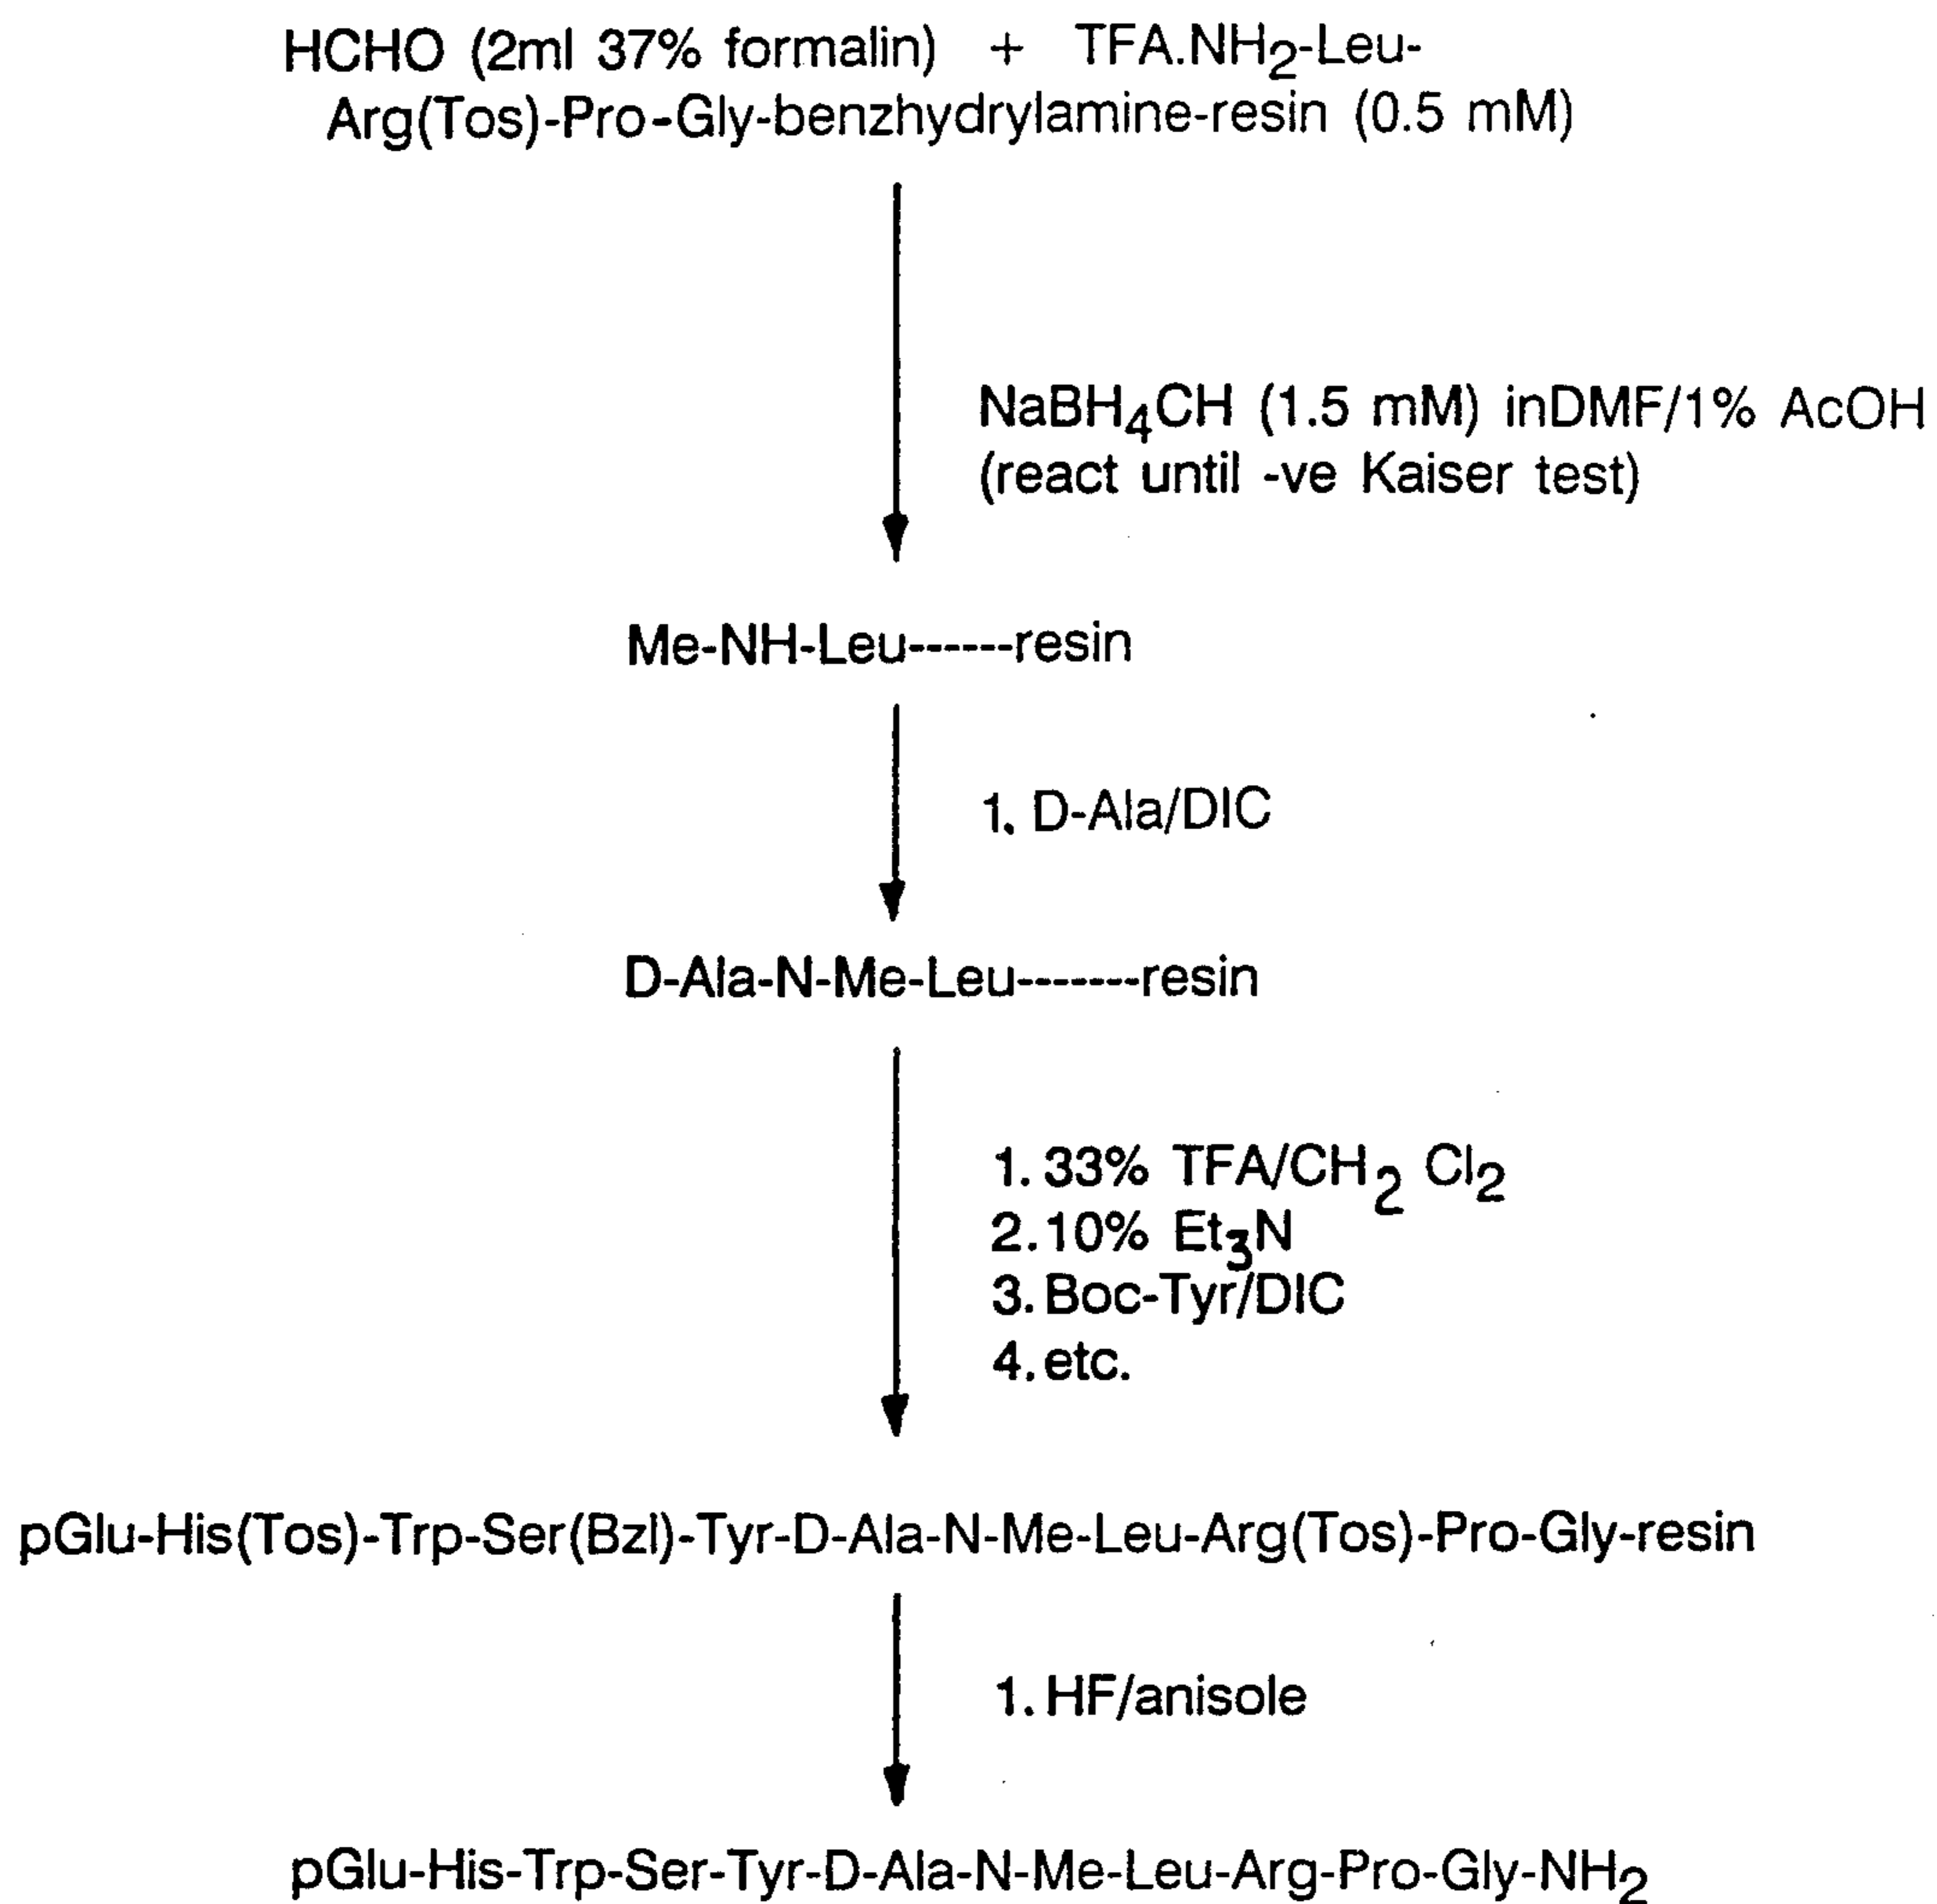 HCHO (2ml 37% formalin) + TFA.NH2-Leu-
Arg(Tos)-Pro-Gly-benzhydrylamine-resin (0.5 mM)
NaBH4CH (1.5 mM) inDMF/1% AcOH
(react until -ve Kaiser test)
Me-NH-Leu------resin
1. D-Ala/DIC
D-Ala-N-Me-Leu-------resin
1. 33% TFA/CH2 Cl2
2. 10% Et3N
3. Boc-Tyr/DIC
4. etc.
pGlu-His(Tos)-Trp-Ser(Bzl)-Tyr-D-Ala-N-Me-Leu-Arg(Tos)-Pro-Gly-resin
1. HF/anisole
pGlu-His-Trp-Ser-Tyr-D-Ala-N-Me-Leu-Arg-Pro-Gly-NH2